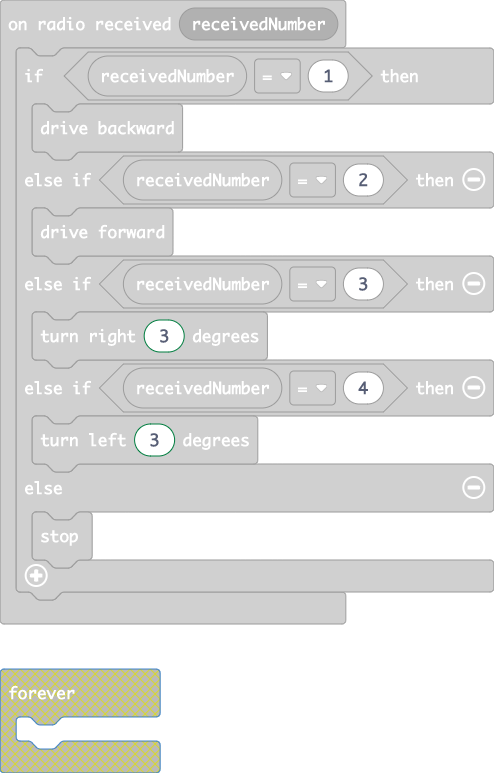 on radio received receivedNumber
if receivedNumber = 1 then
drive backward
else if receivedNumber = 2 then
drive forward
else if receivedNumber = 3 then
turn right 3 degrees
else if receivedNumber = 4 then
turn left 3 degrees
else
stop
forever